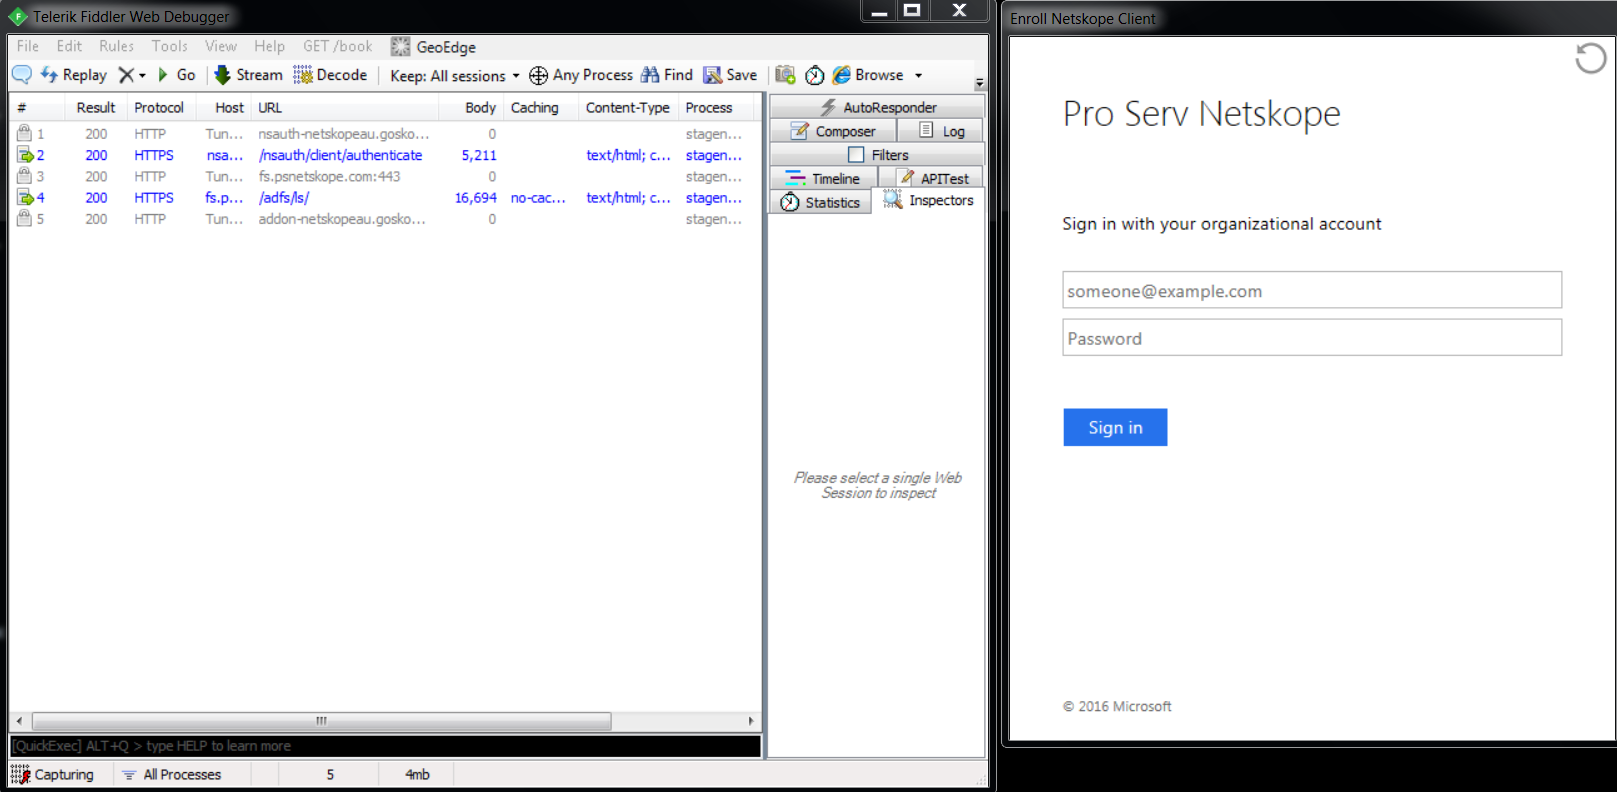 Telerik Fiddler Web Debugger
File Edit Rules Tools View Help GET /book GeoEdge
Replay Go Stream Decode Keep: All sessions Any Process Find Save Browse
# Result Protocol Host URL Body Caching Content-Type Process
1 200 HTTP Tun... nsauth-netskopeau.gosko... 0 stagen...
2 200 HTTPS nsa... /nsauth/client/authenticate 5,211 text/html; c... stagen...
3 200 HTTP Tun... fs.psnetskope.com:443 0 stagen...
4 200 HTTPS fs.p... /adfs/ls/ 16,694 no-cac... text/html; c... stagen...
5 200 HTTP Tun... addon-netskopeau.gosko... 0 stagen...
AutoResponder
Composer Log
Filters
Timeline APITest
Statistics Inspectors
Please select a single Web
Session to inspect
[QuickExec] ALT+Q > type HELP to learn more
Capturing All Processes 5 4mb
Enroll Netskope Client
Pro Serv Netskope
Sign in with your organizational account
someone@example.com
Password
Sign in
© 2016 Microsoft